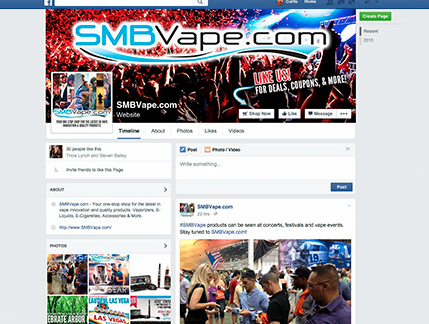 Curtis Home
Create Page
Recent
2015
SMBVape.com
LIKE US!
FOR DEALS, COUPONS, & MORE!
SMBVape.com
YOUR ONE STOP SHOP FOR THE LATEST IN VAPE
INNOVATION & QUALITY PRODUCTS
SMBVape.com
Website
Shop Now
Like
Message
Timeline
About
Photos
Likes
Videos
30 people like this
Tricia Lynch and Steven Bailey
Invite friends to like this Page
ABOUT
SMBVape.com - Your one-stop shop for the latest in
vape innovation and quality products. Vaporizers, E-
Liquids, E-Cigarettes, Accessories & More.
http://www.SMBVape.com/
PHOTOS
LAS VEGAS
Post
Photo / Video
Write something...
Post
SMBVape.com
22 hrs
#SMBVape products can be seen at concerts, festivals and vape events.
Stay tuned to SMBVape.com!